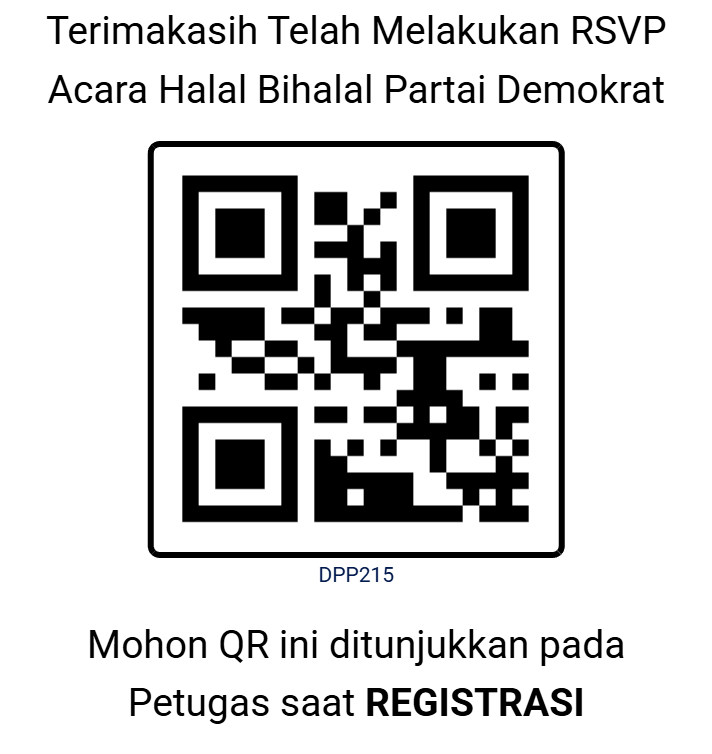 Terimakasih Telah Melakukan RSVP
Acara Halal Bihalal Partai Demokrat
DPP215
Mohon QR ini ditunjukkan pada
Petugas saat REGISTRASI